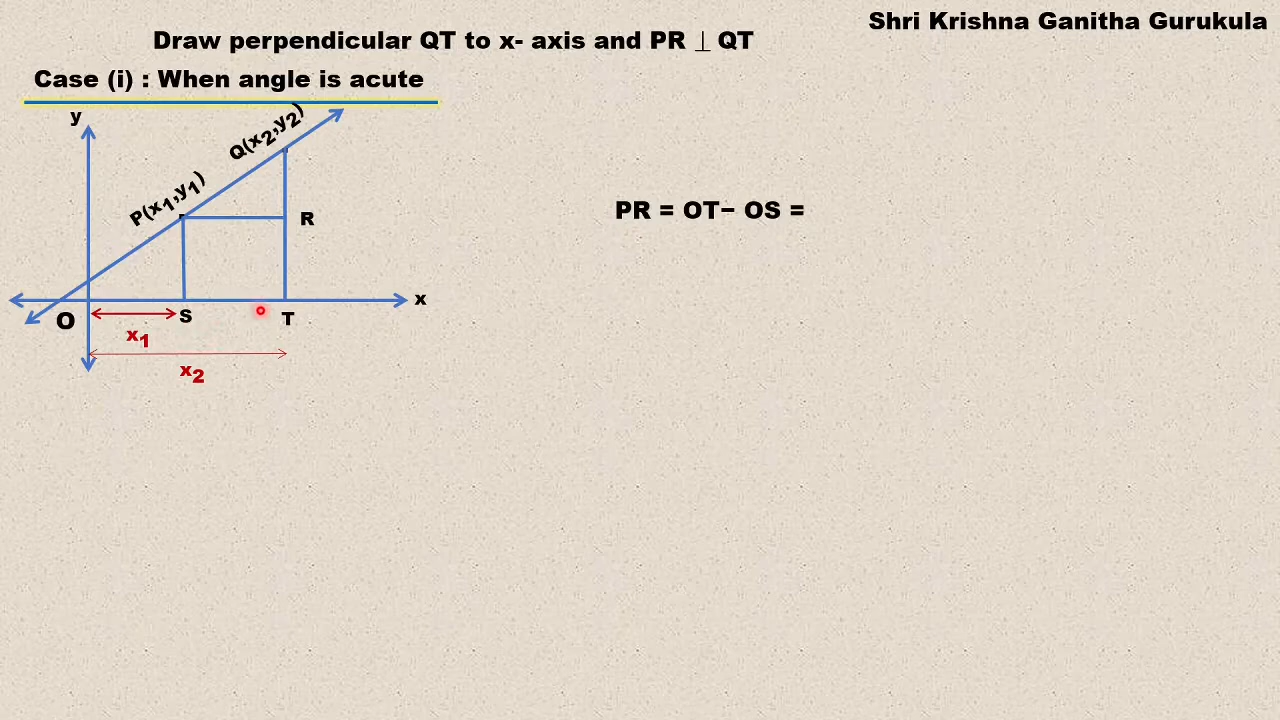 Shri Krishna Ganitha Gurukula
Draw perpendicular QT to x- axis and PR ⊥ QT
Case (i) : When angle is acute
y
Q(x₂,y₂)
P(x₁,y₁)
R
PR = OT− OS =
x
O
S
T
x₁
x₂